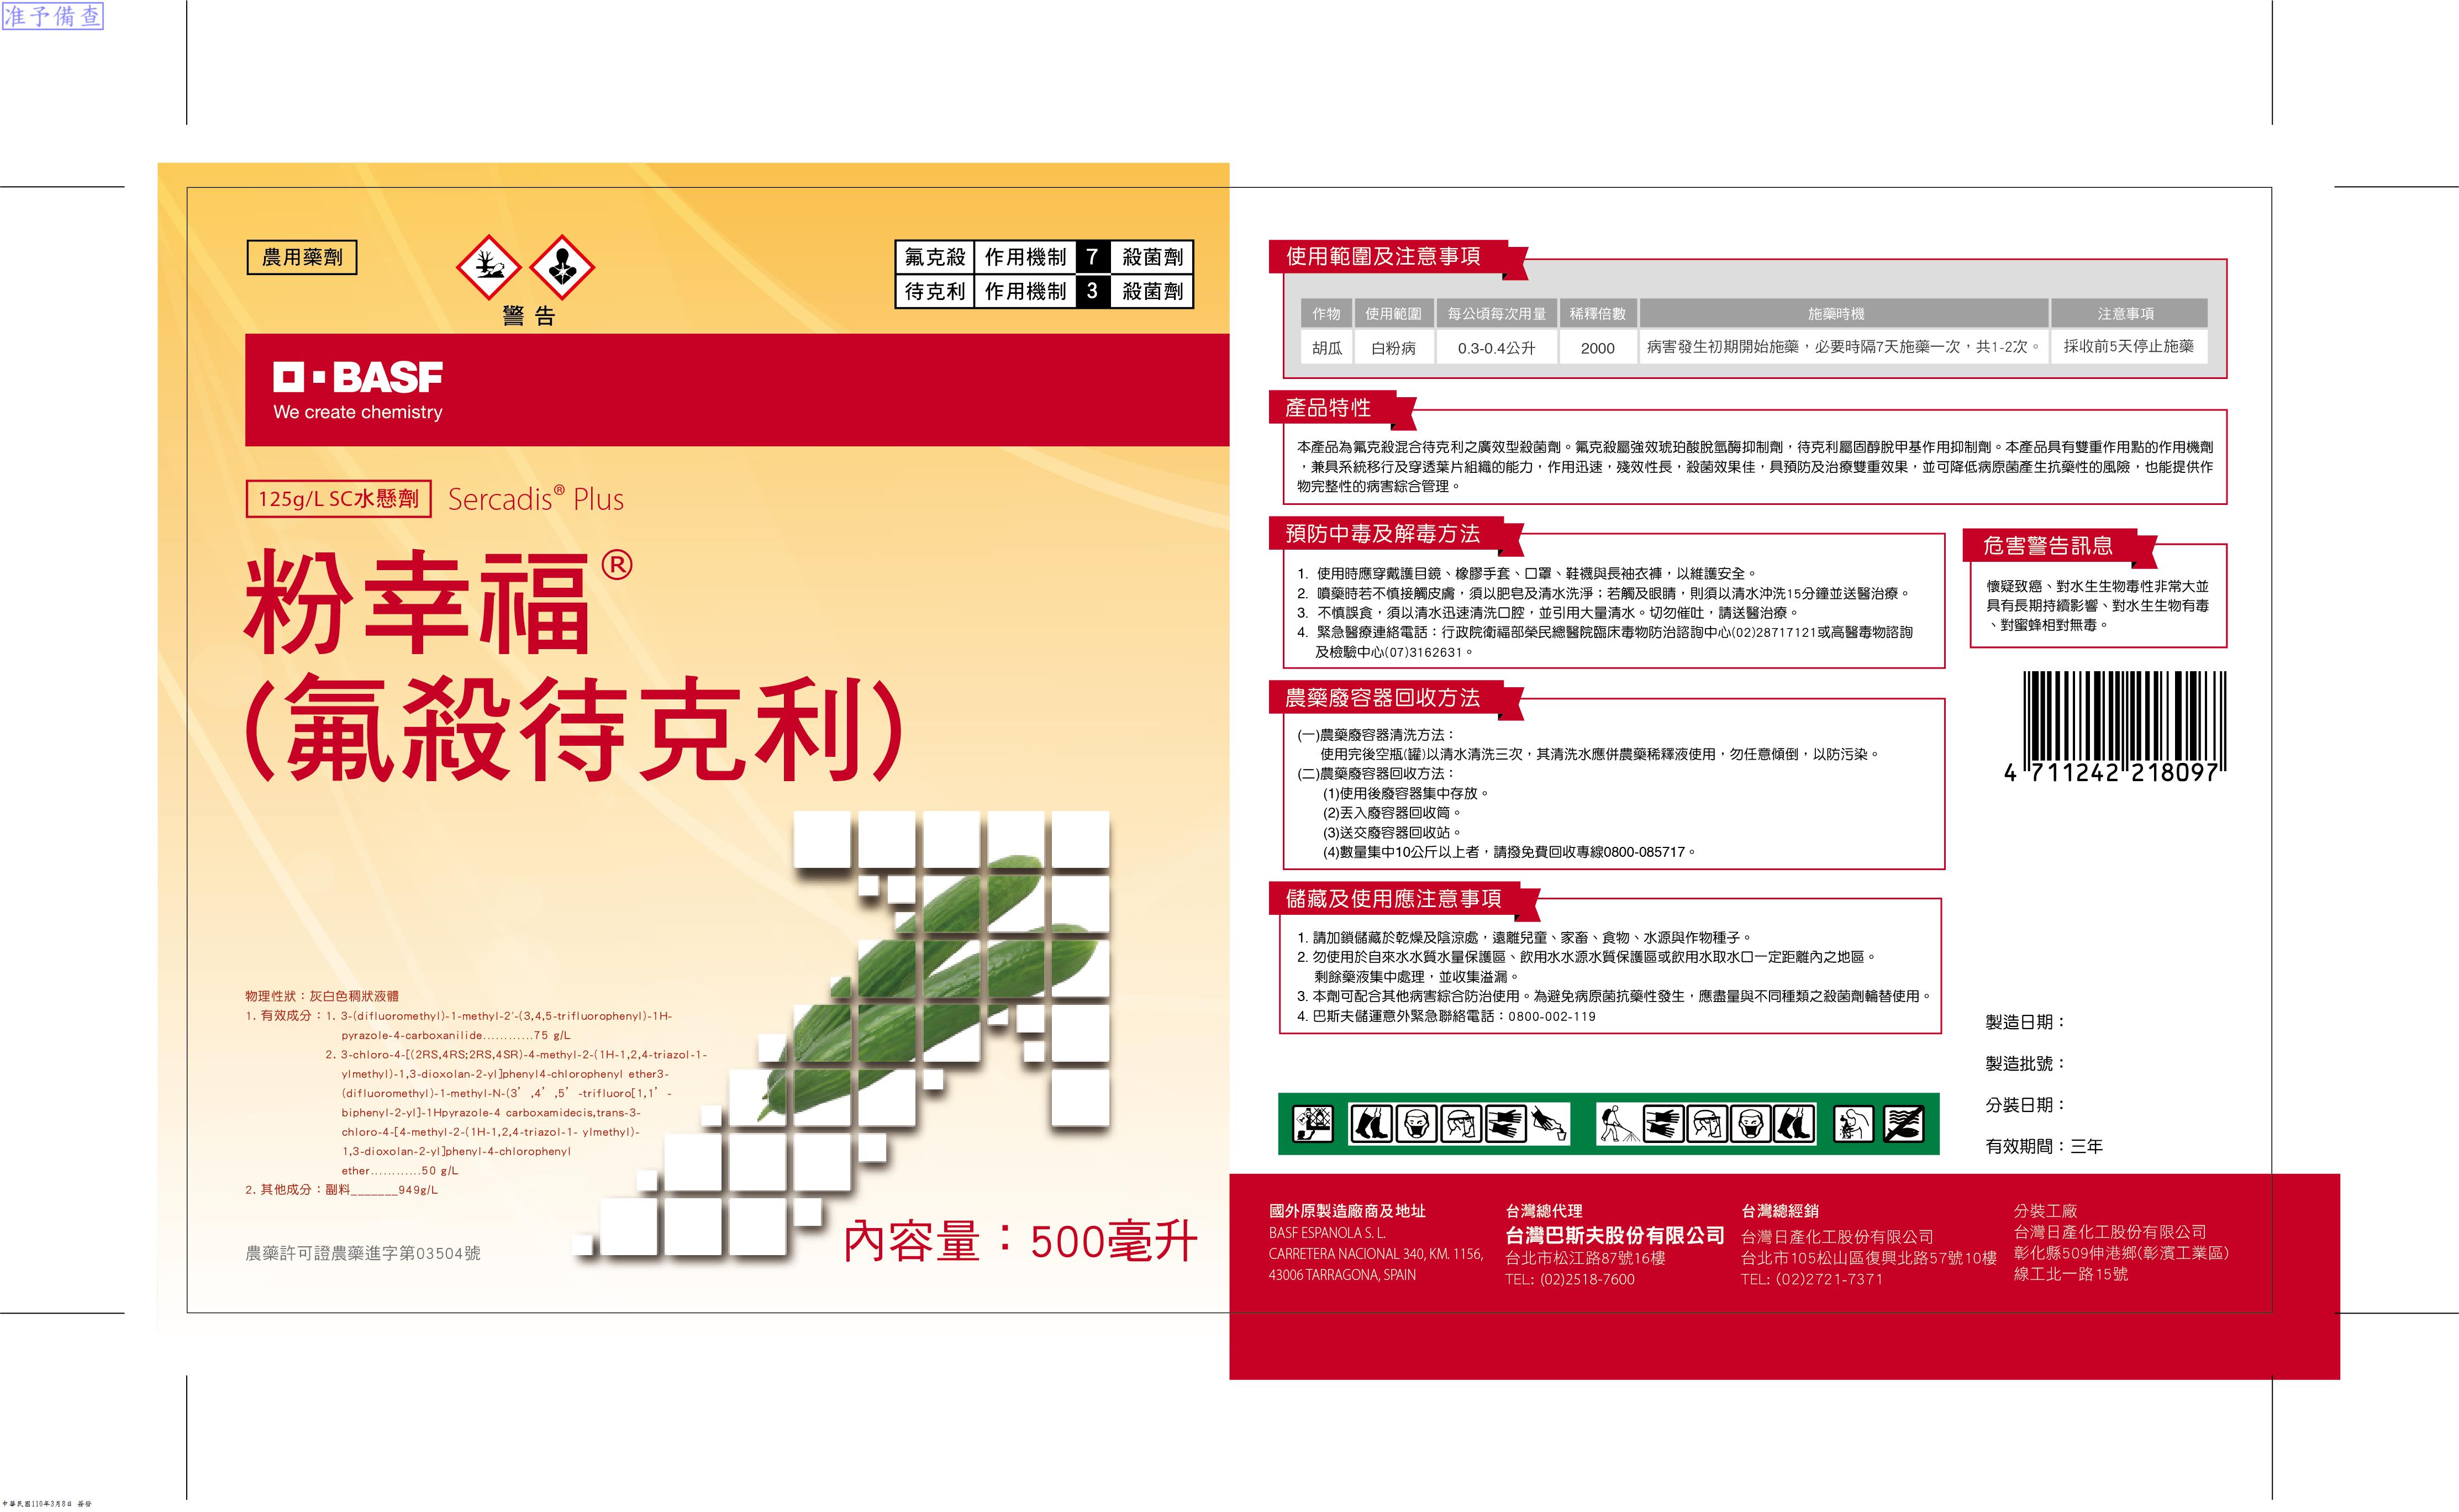 准予備查
農用藥劑
警告
氟克殺 作用機制 7 殺菌劑
待克利 作用機制 3 殺菌劑
BASF
We create chemistry
125g/L SC水懸劑 Sercadis® Plus
粉幸福®
(氟殺待克利)
物理性狀：灰白色稠狀液體
1. 有效成分：1. 3-(difluoromethyl)-1-methyl-2'-(3,4,5-trifluorophenyl)-1H-
pyrazole-4-carboxanilide............75 g/L
2. 3-chloro-4-[(2RS,4RS;2RS,4SR)-4-methyl-2-(1H-1,2,4-triazol-1-
ylmethyl)-1,3-dioxolan-2-yl]phenyl4-chlorophenyl ether3-
(difluoromethyl)-1-methyl-N-(3’,4’,5’-trifluoro[1,1’-
biphenyl-2-yl]-1Hpyrazole-4 carboxamidecis,trans-3-
chloro-4-[4-methyl-2-(1H-1,2,4-triazol-1- ylmethyl)-
1,3-dioxolan-2-yl]phenyl-4-chlorophenyl
ether............50 g/L
2. 其他成分：副料_______949g/L
農藥許可證農藥進字第03504號
內容量：500毫升
使用範圍及注意事項
作物 使用範圍 每公頃每次用量 稀釋倍數 施藥時機 注意事項
胡瓜 白粉病 0.3-0.4公升 2000 病害發生初期開始施藥，必要時隔7天施藥一次，共1-2次。 採收前5天停止施藥
產品特性
本產品為氟克殺混合待克利之廣效型殺菌劑。氟克殺屬強效琥珀酸脫氫酶抑制劑，待克利屬固醇脫甲基作用抑制劑。本產品具有雙重作用點的作用機劑
，兼具系統移行及穿透葉片組織的能力，作用迅速，殘效性長，殺菌效果佳，具預防及治療雙重效果，並可降低病原菌產生抗藥性的風險，也能提供作
物完整性的病害綜合管理。
預防中毒及解毒方法
1. 使用時應穿戴護目鏡、橡膠手套、口罩、鞋襪與長袖衣褲，以維護安全。
2. 噴藥時若不慎接觸皮膚，須以肥皂及清水洗淨；若觸及眼睛，則須以清水沖洗15分鐘並送醫治療。
3. 不慎誤食，須以清水迅速清洗口腔，並引用大量清水。切勿催吐，請送醫治療。
4. 緊急醫療連絡電話：行政院衛福部榮民總醫院臨床毒物防治諮詢中心(02)28717121或高醫毒物諮詢
及檢驗中心(07)3162631。
危害警告訊息
懷疑致癌、對水生生物毒性非常大並
具有長期持續影響、對水生生物有毒
、對蜜蜂相對無毒。
4 711242 218097
農藥廢容器回收方法
(一)農藥廢容器清洗方法：
使用完後空瓶(罐)以清水清洗三次，其清洗水應併農藥稀釋液使用，勿任意傾倒，以防污染。
(二)農藥廢容器回收方法：
(1)使用後廢容器集中存放。
(2)丟入廢容器回收筒。
(3)送交廢容器回收站。
(4)數量集中10公斤以上者，請撥免費回收專線0800-085717。
儲藏及使用應注意事項
1. 請加鎖儲藏於乾燥及陰涼處，遠離兒童、家畜、食物、水源與作物種子。
2. 勿使用於自來水水質水量保護區、飲用水水源水質保護區或飲用水取水口一定距離內之地區。
剩餘藥液集中處理，並收集溢漏。
3. 本劑可配合其他病害綜合防治使用。為避免病原菌抗藥性發生，應盡量與不同種類之殺菌劑輪替使用。
4. 巴斯夫儲運意外緊急聯絡電話：0800-002-119
製造日期：
製造批號：
分裝日期：
有效期間：三年
國外原製造廠商及地址
BASF ESPANOLA S. L.
CARRETERA NACIONAL 340, KM. 1156,
43006 TARRAGONA, SPAIN
台灣總代理
台灣巴斯夫股份有限公司
台北市松江路87號16樓
TEL: (02)2518-7600
台灣總經銷
台灣日產化工股份有限公司
台北市105松山區復興北路57號10樓
TEL: (02)2721-7371
分裝工廠
台灣日產化工股份有限公司
彰化縣509伸港鄉(彰濱工業區)
線工北一路15號
中華民國110年3月8日 簽發